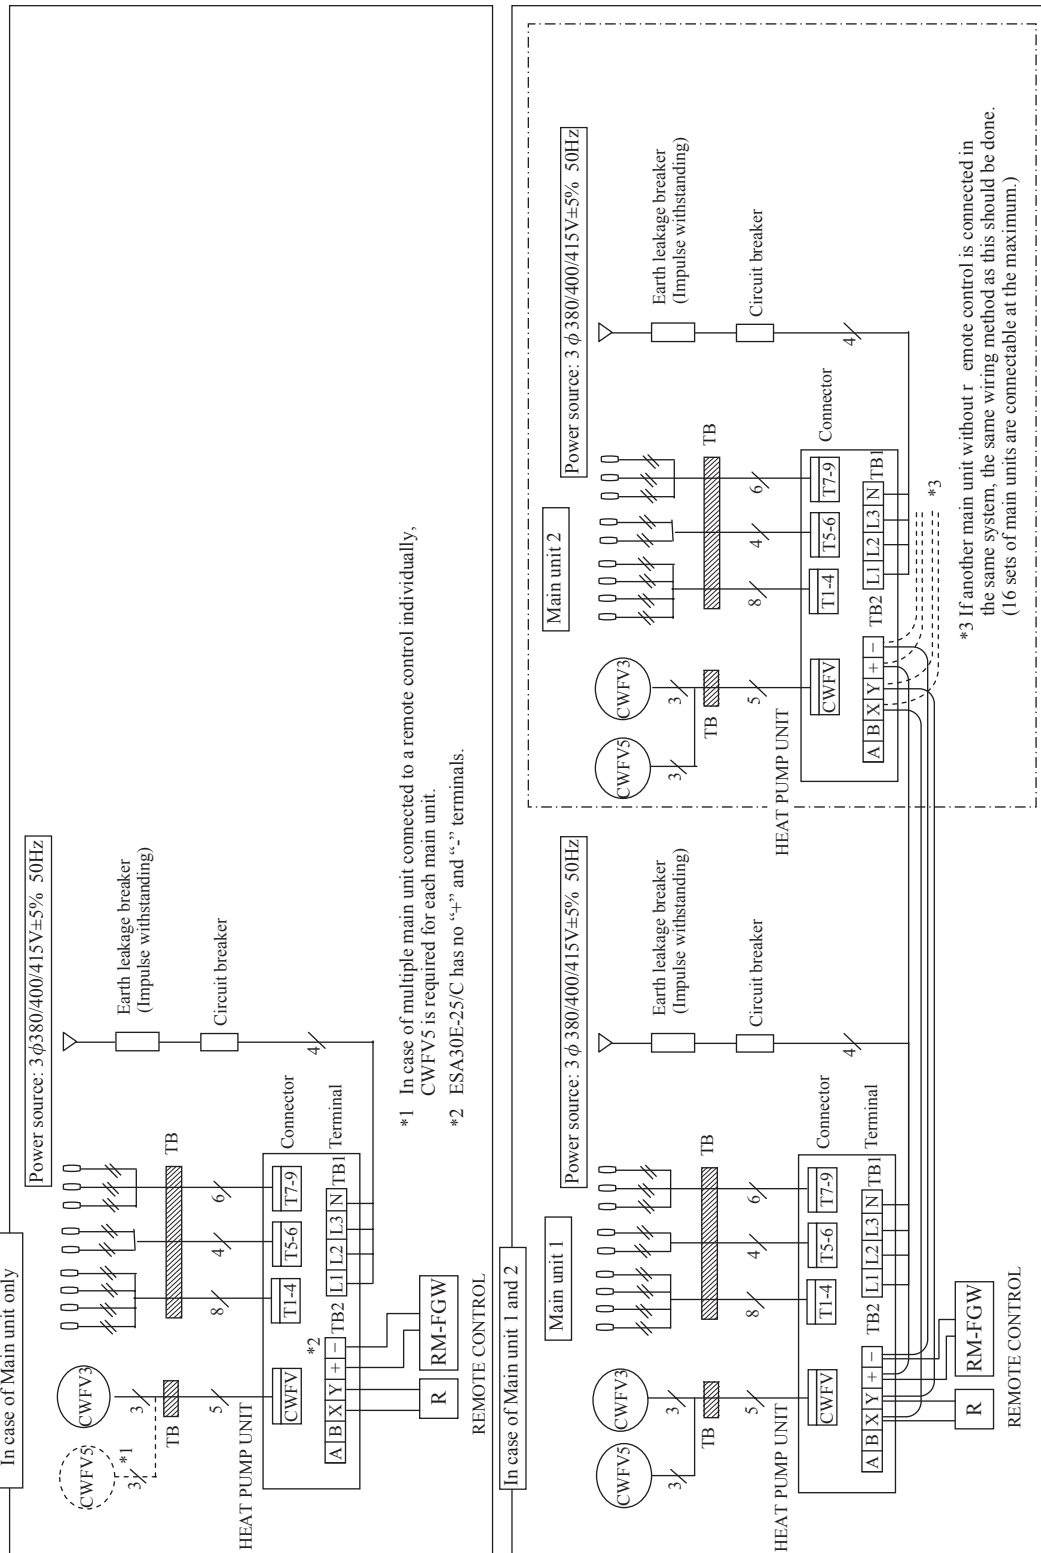 In case of Main unit only
Power source: 3ϕ380/400/415V±5% 50Hz
CWFV5
CWFV3
3
*1
3
TB
TB
5
8
4
6
Earth leakage breaker
(Impulse withstanding)
Circuit breaker
4
HEAT PUMP UNIT
CWFV
T1-4
T5-6
T7-9
Connector
A B X Y + −
*2
TB2
L1 L2 L3 N
TB1
Terminal
R
RM-FGW
REMOTE CONTROL
*1 In case of multiple main unit connected to a remote control individually,
CWFV5 is required for each main unit.
*2 ESA30E-25/C has no “+” and “-” terminals.
In case of Main unit 1 and 2
Main unit 1
Power source: 3 ϕ 380/400/415V±5% 50Hz
CWFV5
CWFV3
3
3
TB
TB
5
8
4
6
Earth leakage breaker
(Impulse withstanding)
Circuit breaker
4
HEAT PUMP UNIT
CWFV
T1-4
T5-6
T7-9
Connector
A B X Y + −
TB2
L1 L2 L3 N
TB1
Terminal
R
RM-FGW
REMOTE CONTROL
Main unit 2
Power source: 3 ϕ 380/400/415V±5% 50Hz
CWFV5
CWFV3
3
3
TB
TB
5
8
4
6
Earth leakage breaker
(Impulse withstanding)
Circuit breaker
4
HEAT PUMP UNIT
CWFV
T1-4
T5-6
T7-9
Connector
A B X Y + −
TB2
L1 L2 L3 N
TB1
*3
*3 If another main unit without r emote control is connected in
the same system, the same wiring method as this should be done.
(16 sets of main units are connectable at the maximum.)